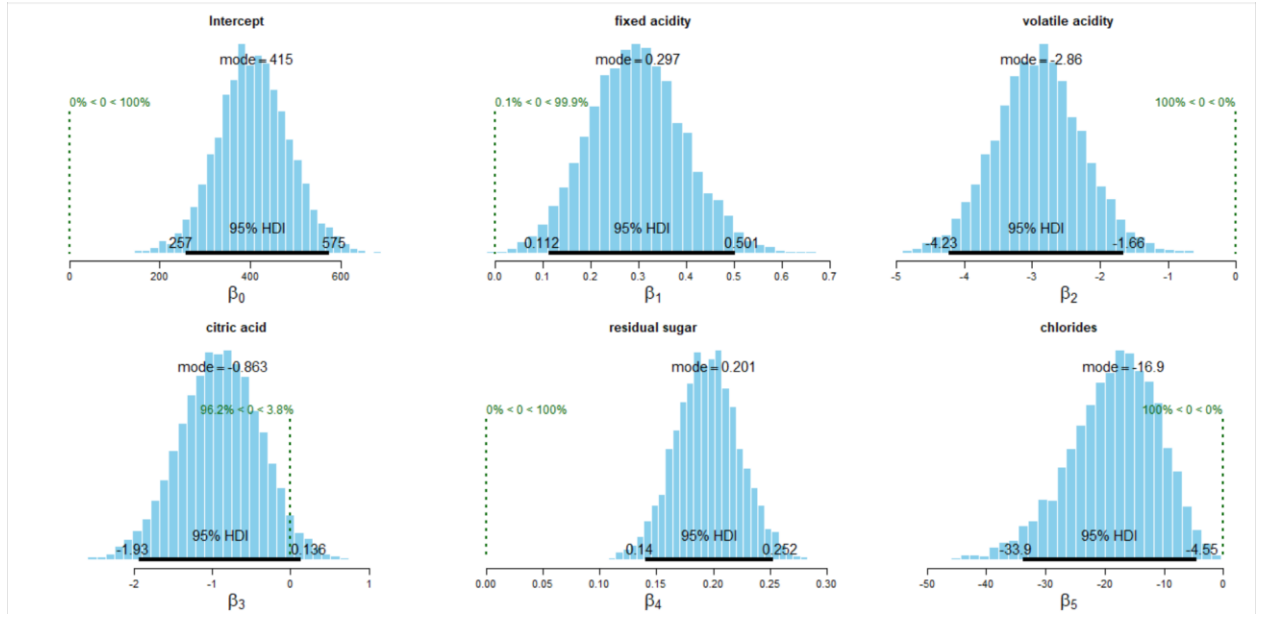 Intercept
mode = 415
0% < 0 < 100%
95% HDI
257 575
0 200 400 600
β0
fixed acidity
mode = 0.297
0.1% < 0 < 99.9%
95% HDI
0.112 0.501
0.0 0.1 0.2 0.3 0.4 0.5 0.6 0.7
β1
volatile acidity
mode = -2.86
100% < 0 < 0%
95% HDI
-4.23 -1.66
-5 -4 -3 -2 -1 0
β2
citric acid
mode = -0.863
96.2% < 0 < 3.8%
95% HDI
-1.93 0.136
-2 -1 0 1
β3
residual sugar
mode = 0.201
0% < 0 < 100%
95% HDI
0.14 0.252
0.00 0.05 0.10 0.15 0.20 0.25 0.30
β4
chlorides
mode = -16.9
100% < 0 < 0%
95% HDI
-33.9 -4.55
-50 -40 -30 -20 -10 0
β5